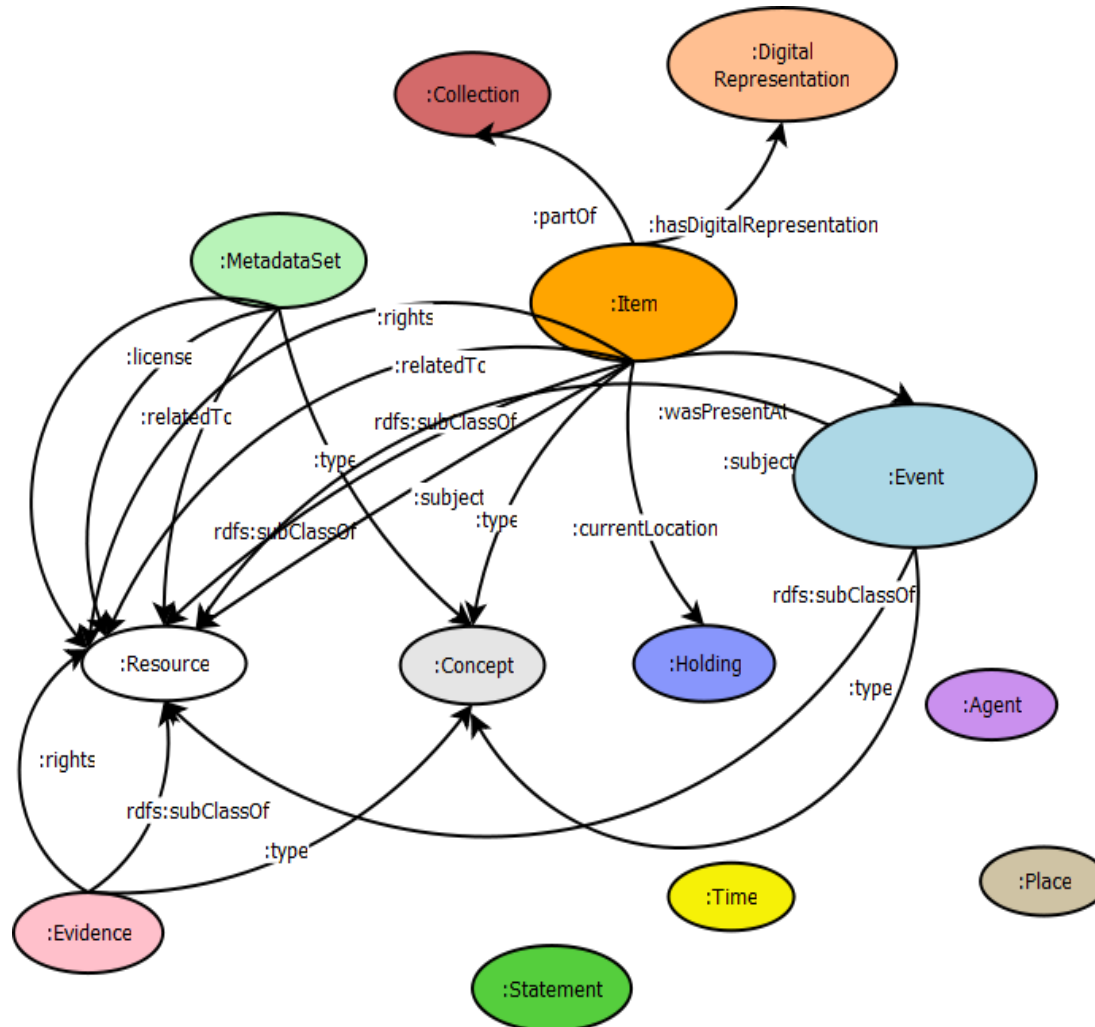 :Digital
Representation
:Collection
:partOf
:hasDigitalRepresentation
:MetadataSet
:Item
:rights
:license
:relatedTo
:relatedTo
rdfs:subClassOf
:wasPresentAt
:type
:subject
:Event
:subject
:type
rdfs:subClassOf
:currentLocation
rdfs:subClassOf
:Resource
:Concept
:Holding
:type
:Agent
:rights
rdfs:subClassOf
:type
:Time
:Place
:Evidence
:Statement